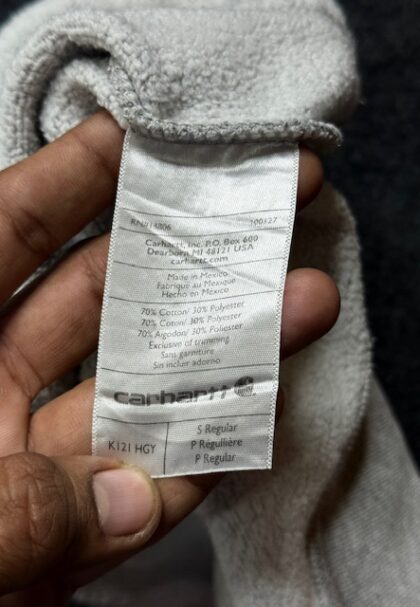 RN#14806 100527
Carhartt, Inc. P.O. Box 600
Dearborn MI 48121 USA
carhartt.com
Made in Mexico
Fabriqué au Mexique
Hecho en Mexico
70% Cotton/ 30% Polyester
70% Coton/ 30% Polyester
70% Algodon/ 30% Poliester
Exclusive of trimming
Sans garniture
Sin incluir adorno
carhartt
K121 HGY
S Regular
P Régullière
P Regular